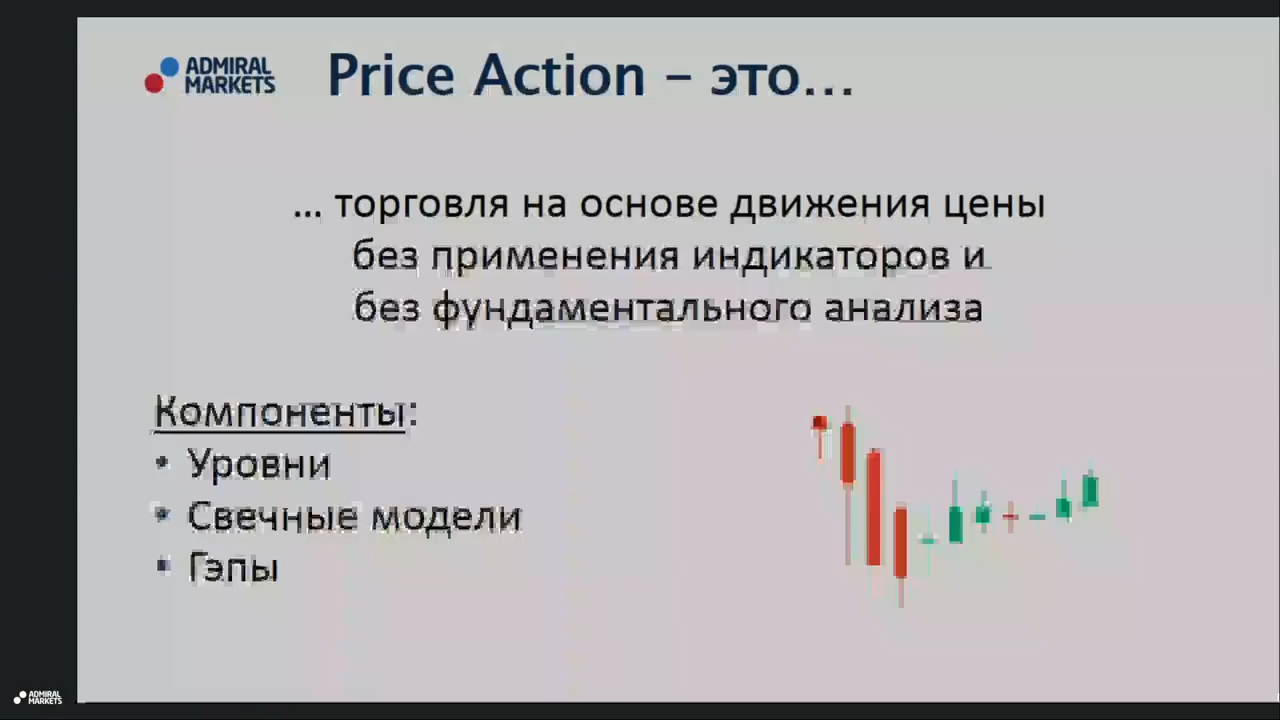 ADMIRAL
MARKETS
Price Action – это...
... торговля на основе движения цены
без применения индикаторов и
без фундаментального анализа
Компоненты:
• Уровни
• Свечные модели
• Гэпы
ADMIRAL
MARKETS